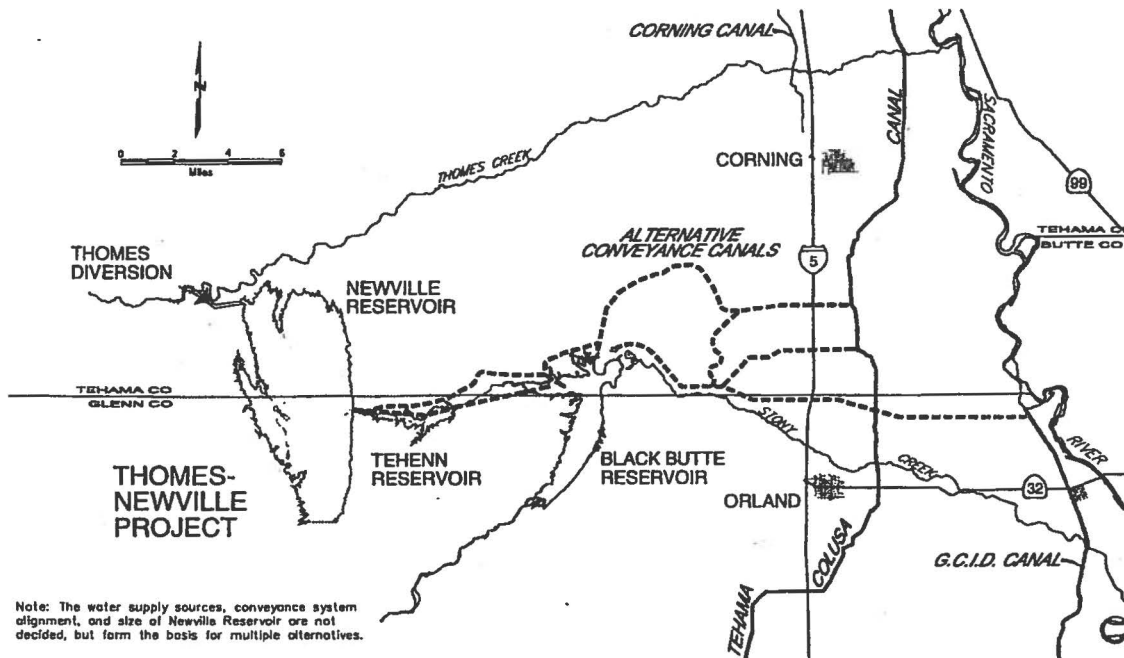 CORNING CANAL
N
0 2 4 6
Miles
THOMES CREEK
CANAL
SACRAMENTO
CORNING
99
THOMES
DIVERSION
ALTERNATIVE
CONVEYANCE CANALS
TEHAMA CO
BUTTE CO
5
NEWVILLE
RESERVOIR
TEHAMA CO
GLENN CO
STONY
CREEK
RIVER
TEHENN
RESERVOIR
BLACK BUTTE
RESERVOIR
THOMES-
NEWVILLE
PROJECT
ORLAND
32
COLUSA
G.C.I.D. CANAL
TEHAMA
Note: The water supply sources, conveyance system
alignment, and size of Newville Reservoir are not
decided, but form the basis for multiple alternatives.